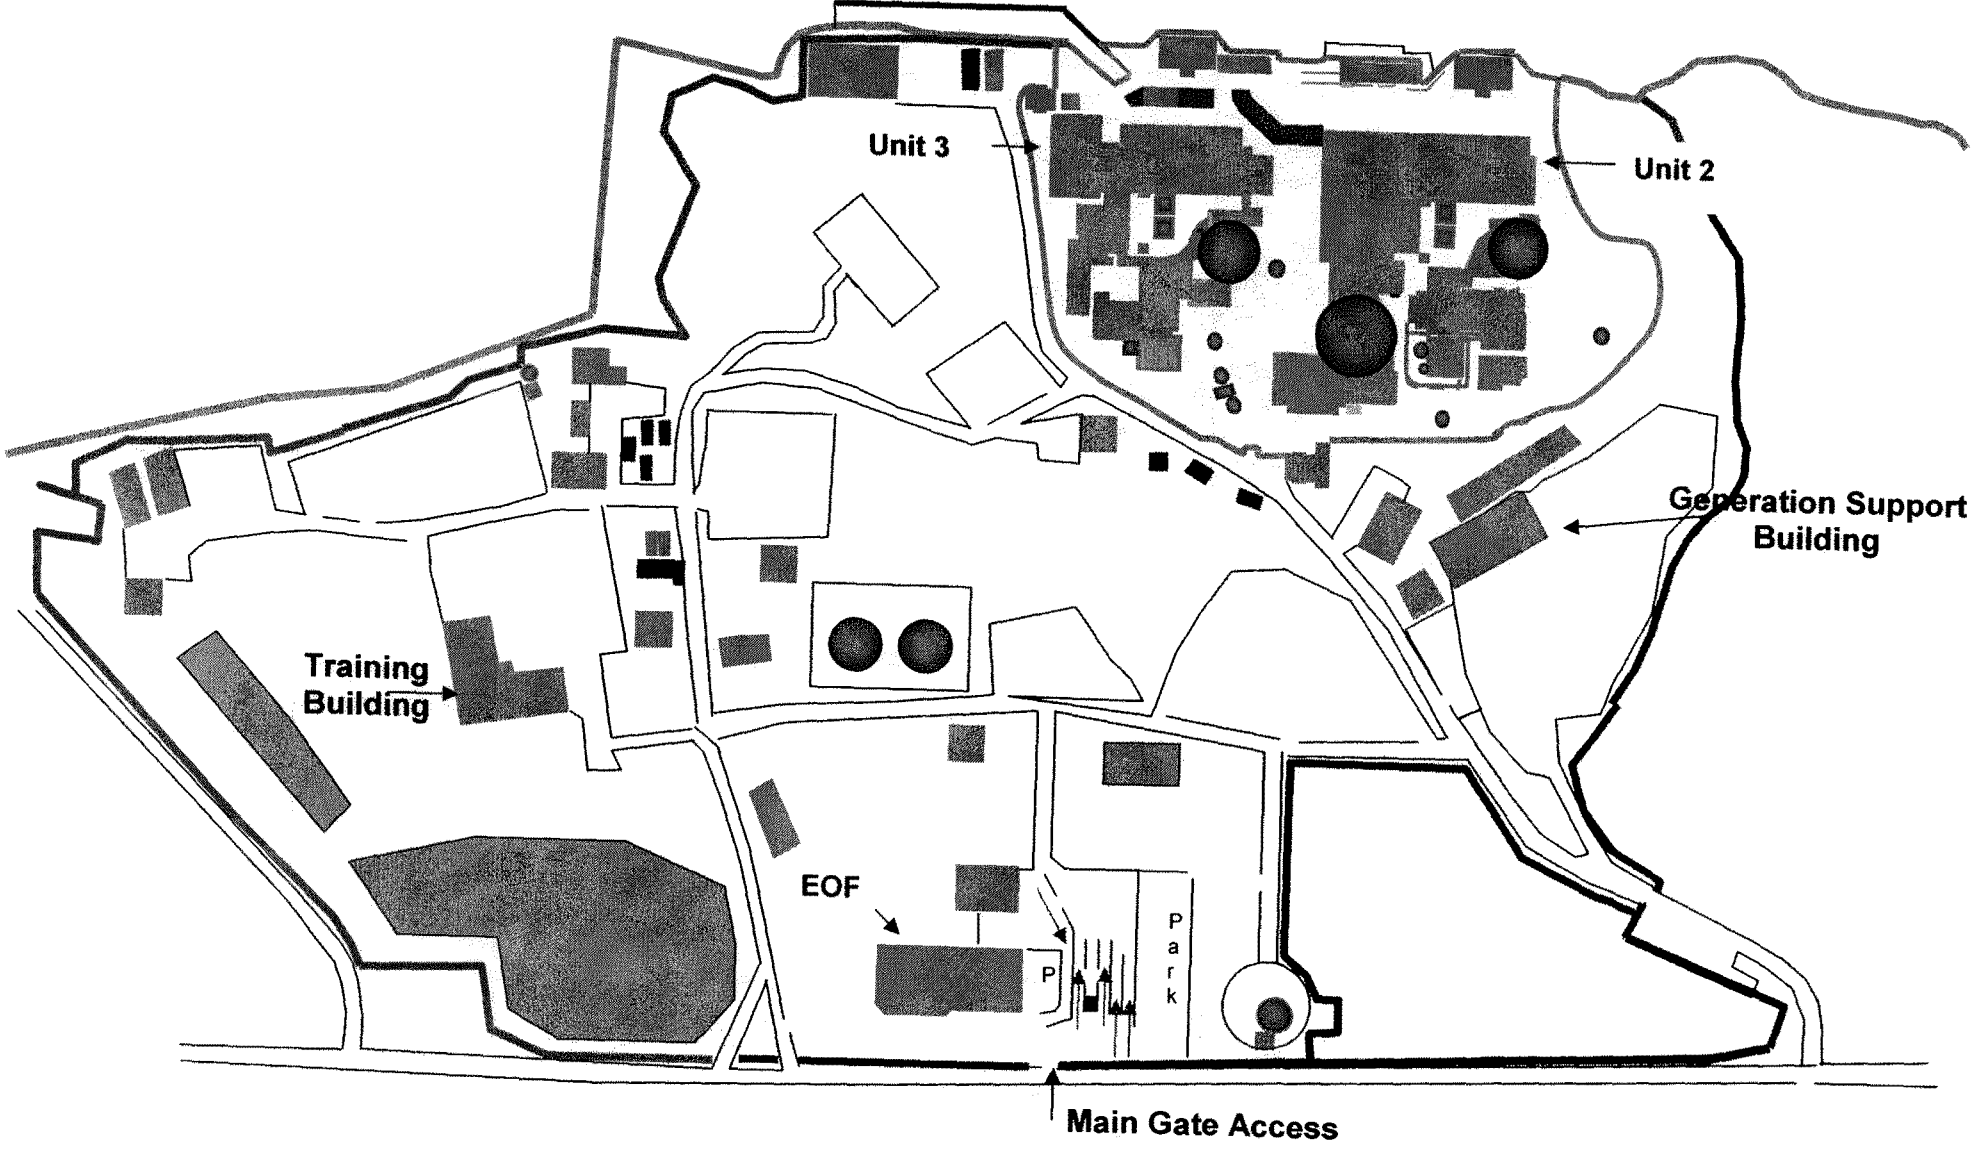 Unit 3
Unit 2
Generation Support
Building
Training
Building
EOF
P
a
r
k
P
Main Gate Access